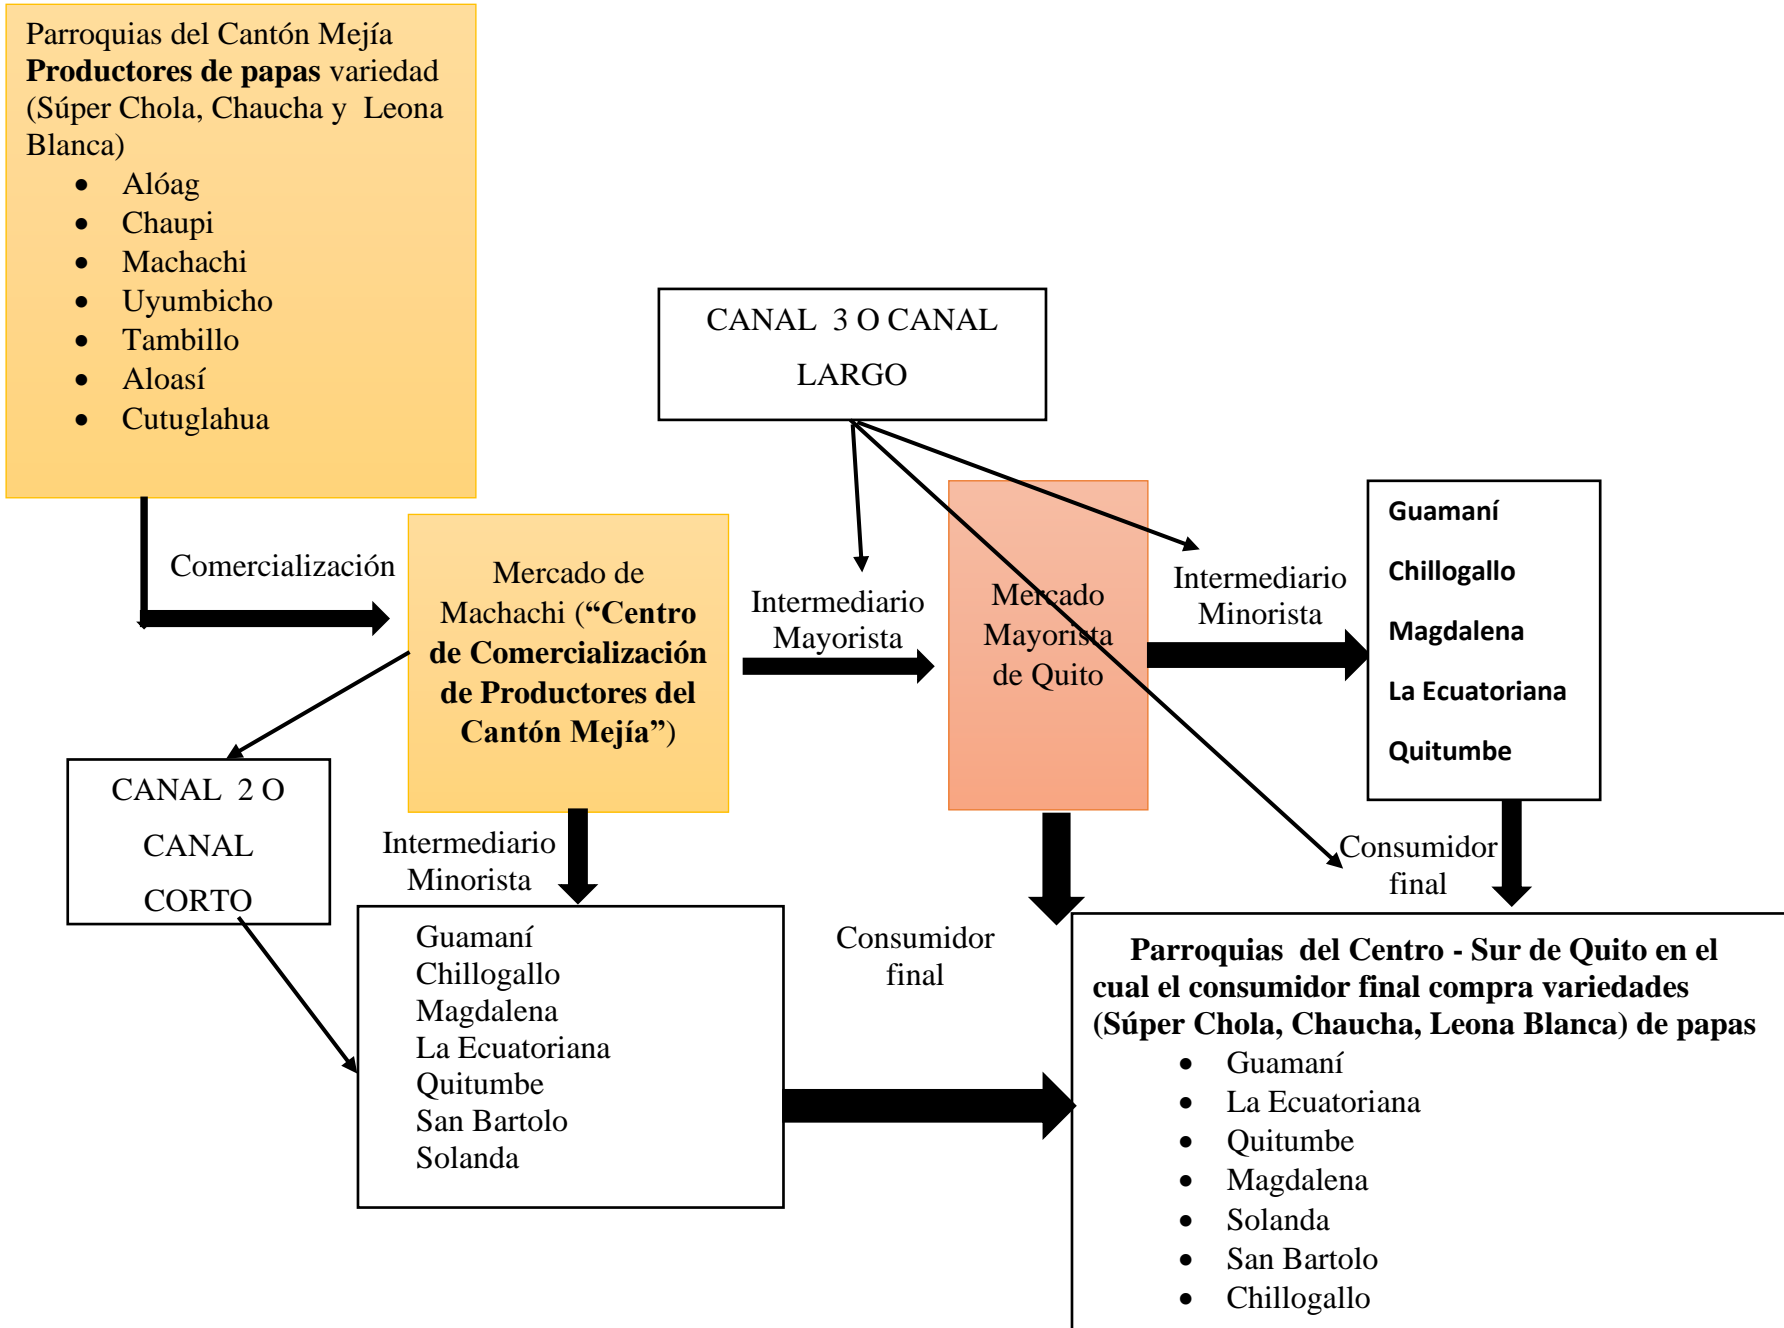 Parroquias del Cantón Mejía
Productores de papas variedad
(Súper Chola, Chaucha y Leona
Blanca)
• Alóag
• Chaupi
• Machachi
• Uyumbicho
• Tambillo
• Aloasí
• Cutuglahua
CANAL 3 O CANAL
LARGO
Comercialización
Mercado de
Machachi (“Centro
de Comercialización
de Productores del
Cantón Mejía”)
Intermediario
Mayorista
Mercado
Mayorista
de Quito
Intermediario
Minorista
Guamaní
Chillogallo
Magdalena
La Ecuatoriana
Quitumbe
CANAL 2 O
CANAL
CORTO
Intermediario
Minorista
Guamaní
Chillogallo
Magdalena
La Ecuatoriana
Quitumbe
San Bartolo
Solanda
Consumidor
final
Consumidor
final
Parroquias del Centro - Sur de Quito en el
cual el consumidor final compra variedades
(Súper Chola, Chaucha, Leona Blanca) de papas
• Guamaní
• La Ecuatoriana
• Quitumbe
• Magdalena
• Solanda
• San Bartolo
• Chillogallo